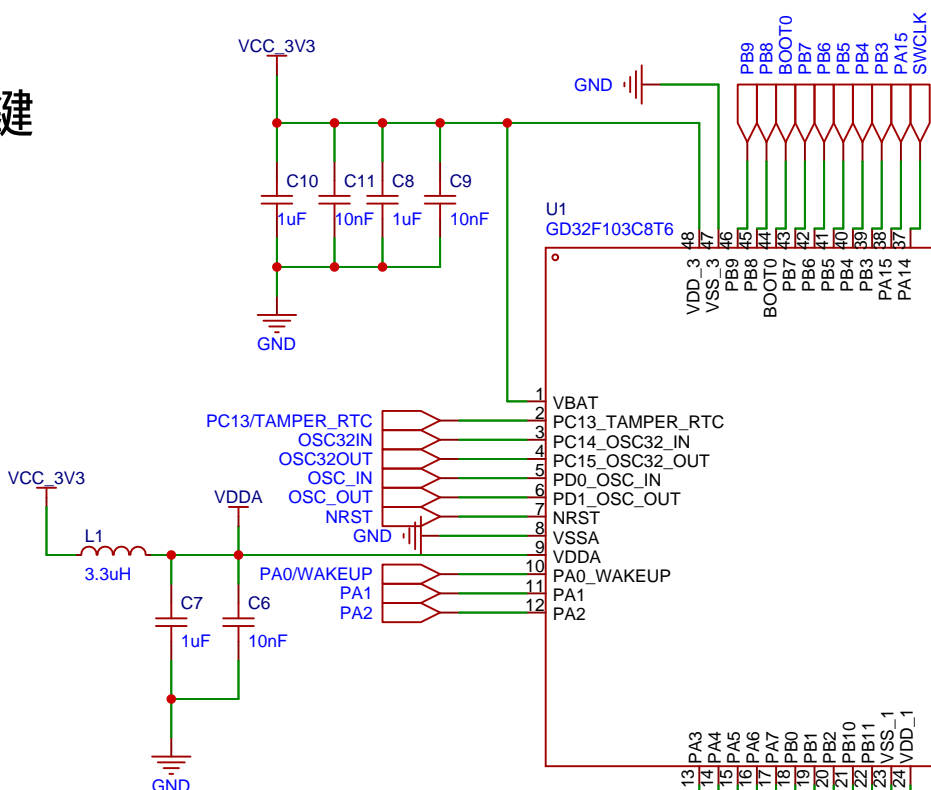 键
VCC_3V3
GND
PB9
PB8
BOOT0
PB7
PB6
PB5
PB4
PB3
PA15
SWCLK
C10
1uF
C11
10nF
C8
1uF
C9
10nF
GND
U1
GD32F103C8T6
48
47
46
45
44
43
42
41
40
39
38
37
VDD_3
VSS_3
PB9
PB8
BOOT0
PB7
PB6
PB5
PB4
PB3
PA15
PA14
1 VBAT
PC13/TAMPER_RTC 2 PC13_TAMPER_RTC
OSC32IN 3 PC14_OSC32_IN
OSC32OUT 4 PC15_OSC32_OUT
OSC_IN 5 PD0_OSC_IN
OSC_OUT 6 PD1_OSC_OUT
NRST 7 NRST
GND 8 VSSA
9 VDDA
PA0/WAKEUP 10 PA0_WAKEUP
PA1 11 PA1
PA2 12 PA2
VCC_3V3
VDDA
L1
3.3uH
C7
1uF
C6
10nF
GND
PA3
PA4
PA5
PA6
PA7
PB0
PB1
PB2
PB10
PB11
VSS_1
VDD_1
13
14
15
16
17
18
19
20
21
22
23
24